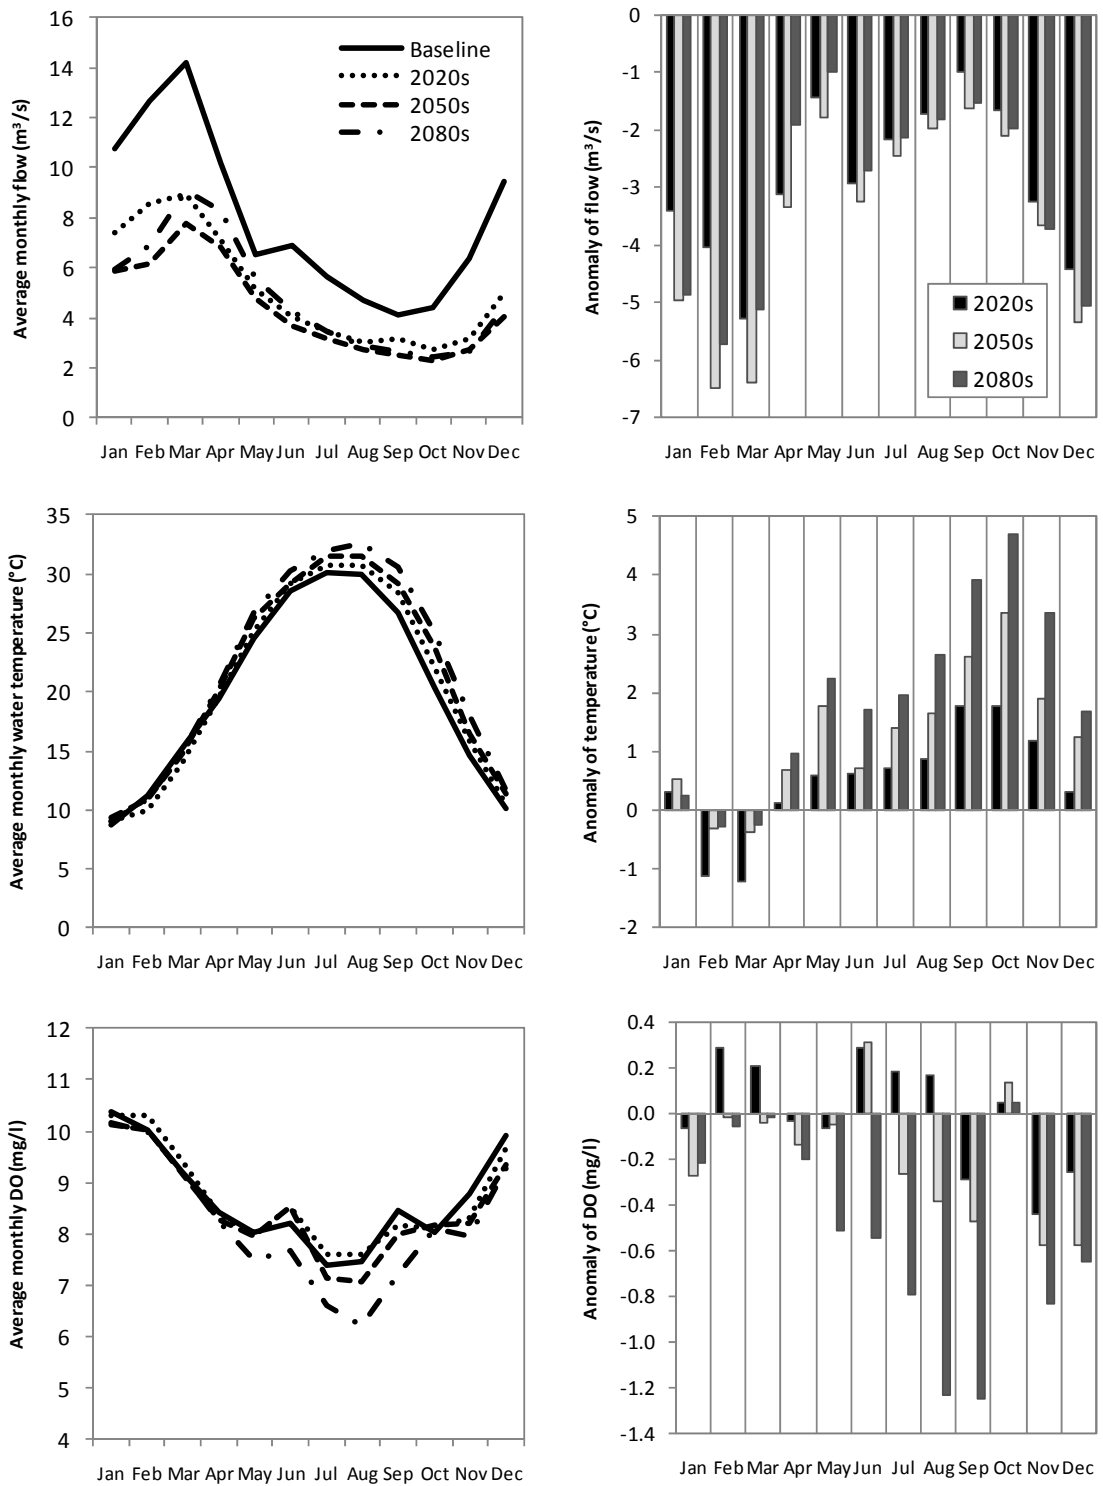 Average monthly flow (m³/s)
16
14
12
10
8
6
4
2
0
Baseline
2020s
2050s
2080s
Jan Feb Mar Apr May Jun Jul Aug Sep Oct Nov Dec
Anomaly of flow (m³/s)
0
-1
-2
-3
-4
-5
-6
-7
2020s
2050s
2080s
Jan Feb Mar Apr May Jun Jul Aug Sep Oct Nov Dec
Average monthly water temperature (°C)
35
30
25
20
15
10
5
0
Jan Feb Mar Apr May Jun Jul Aug Sep Oct Nov Dec
Anomaly of temperature (°C)
5
4
3
2
1
0
-1
-2
Jan Feb Mar Apr May Jun Jul Aug Sep Oct Nov Dec
Average monthly DO (mg/l)
12
11
10
9
8
7
6
5
4
Jan Feb Mar Apr May Jun Jul Aug Sep Oct Nov Dec
Anomaly of DO (mg/l)
0.4
0.2
0.0
-0.2
-0.4
-0.6
-0.8
-1.0
-1.2
-1.4
Jan Feb Mar Apr May Jun Jul Aug Sep Oct Nov Dec